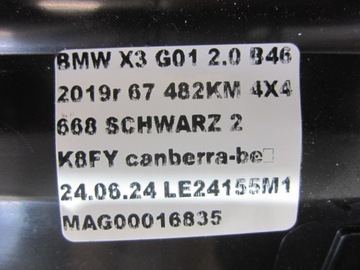 BMW X3 G01 2.0 B46
2019r 67 482KM 4X4
668 SCHWARZ 2
K8FY canberra-be□
24.06.24 LE24155M1
MAG00016835